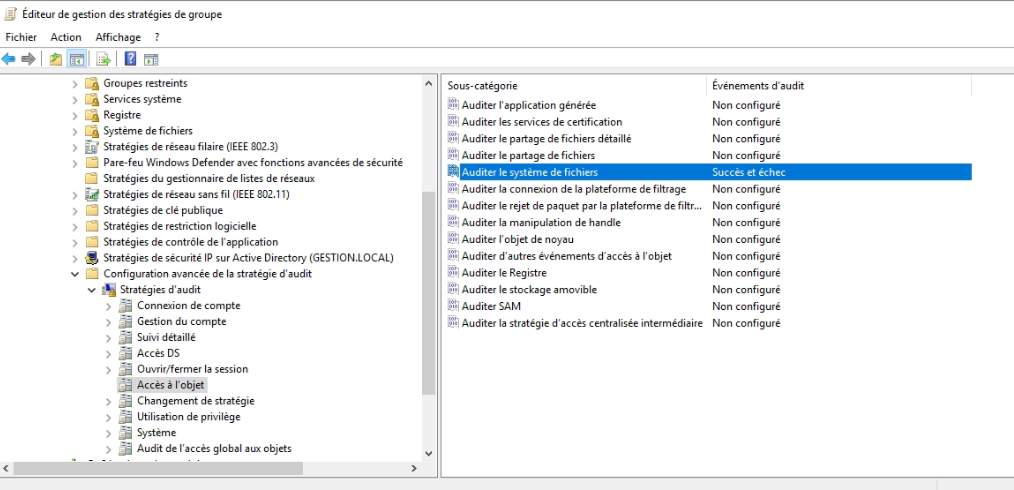 Éditeur de gestion des stratégies de groupe
Fichier Action Affichage ?
Groupes restreints
Services système
Registre
Système de fichiers
Stratégies de réseau filaire (IEEE 802.3)
Pare-feu Windows Defender avec fonctions avancées de sécurité
Stratégies du gestionnaire de listes de réseaux
Stratégies de réseau sans fil (IEEE 802.11)
Stratégies de clé publique
Stratégies de restriction logicielle
Stratégies de contrôle de l'application
Stratégies de sécurité IP sur Active Directory (GESTION.LOCAL)
Configuration avancée de la stratégie d'audit
Stratégies d'audit
Connexion de compte
Gestion du compte
Suivi détaillé
Accès DS
Ouvrir/fermer la session
Accès à l'objet
Changement de stratégie
Utilisation de privilège
Système
Audit de l'accès global aux objets
Sous-catégorie Événements d'audit
Auditer l'application générée Non configuré
Auditer les services de certification Non configuré
Auditer le partage de fichiers détaillé Non configuré
Auditer le partage de fichiers Non configuré
Auditer le système de fichiers Succès et échec
Auditer la connexion de la plateforme de filtrage Non configuré
Auditer le rejet de paquet par la plateforme de filtr... Non configuré
Auditer la manipulation de handle Non configuré
Auditer l'objet de noyau Non configuré
Auditer d'autres événements d'accès à l'objet Non configuré
Auditer le Registre Non configuré
Auditer le stockage amovible Non configuré
Auditer SAM Non configuré
Auditer la stratégie d'accès centralisée intermédiaire Non configuré